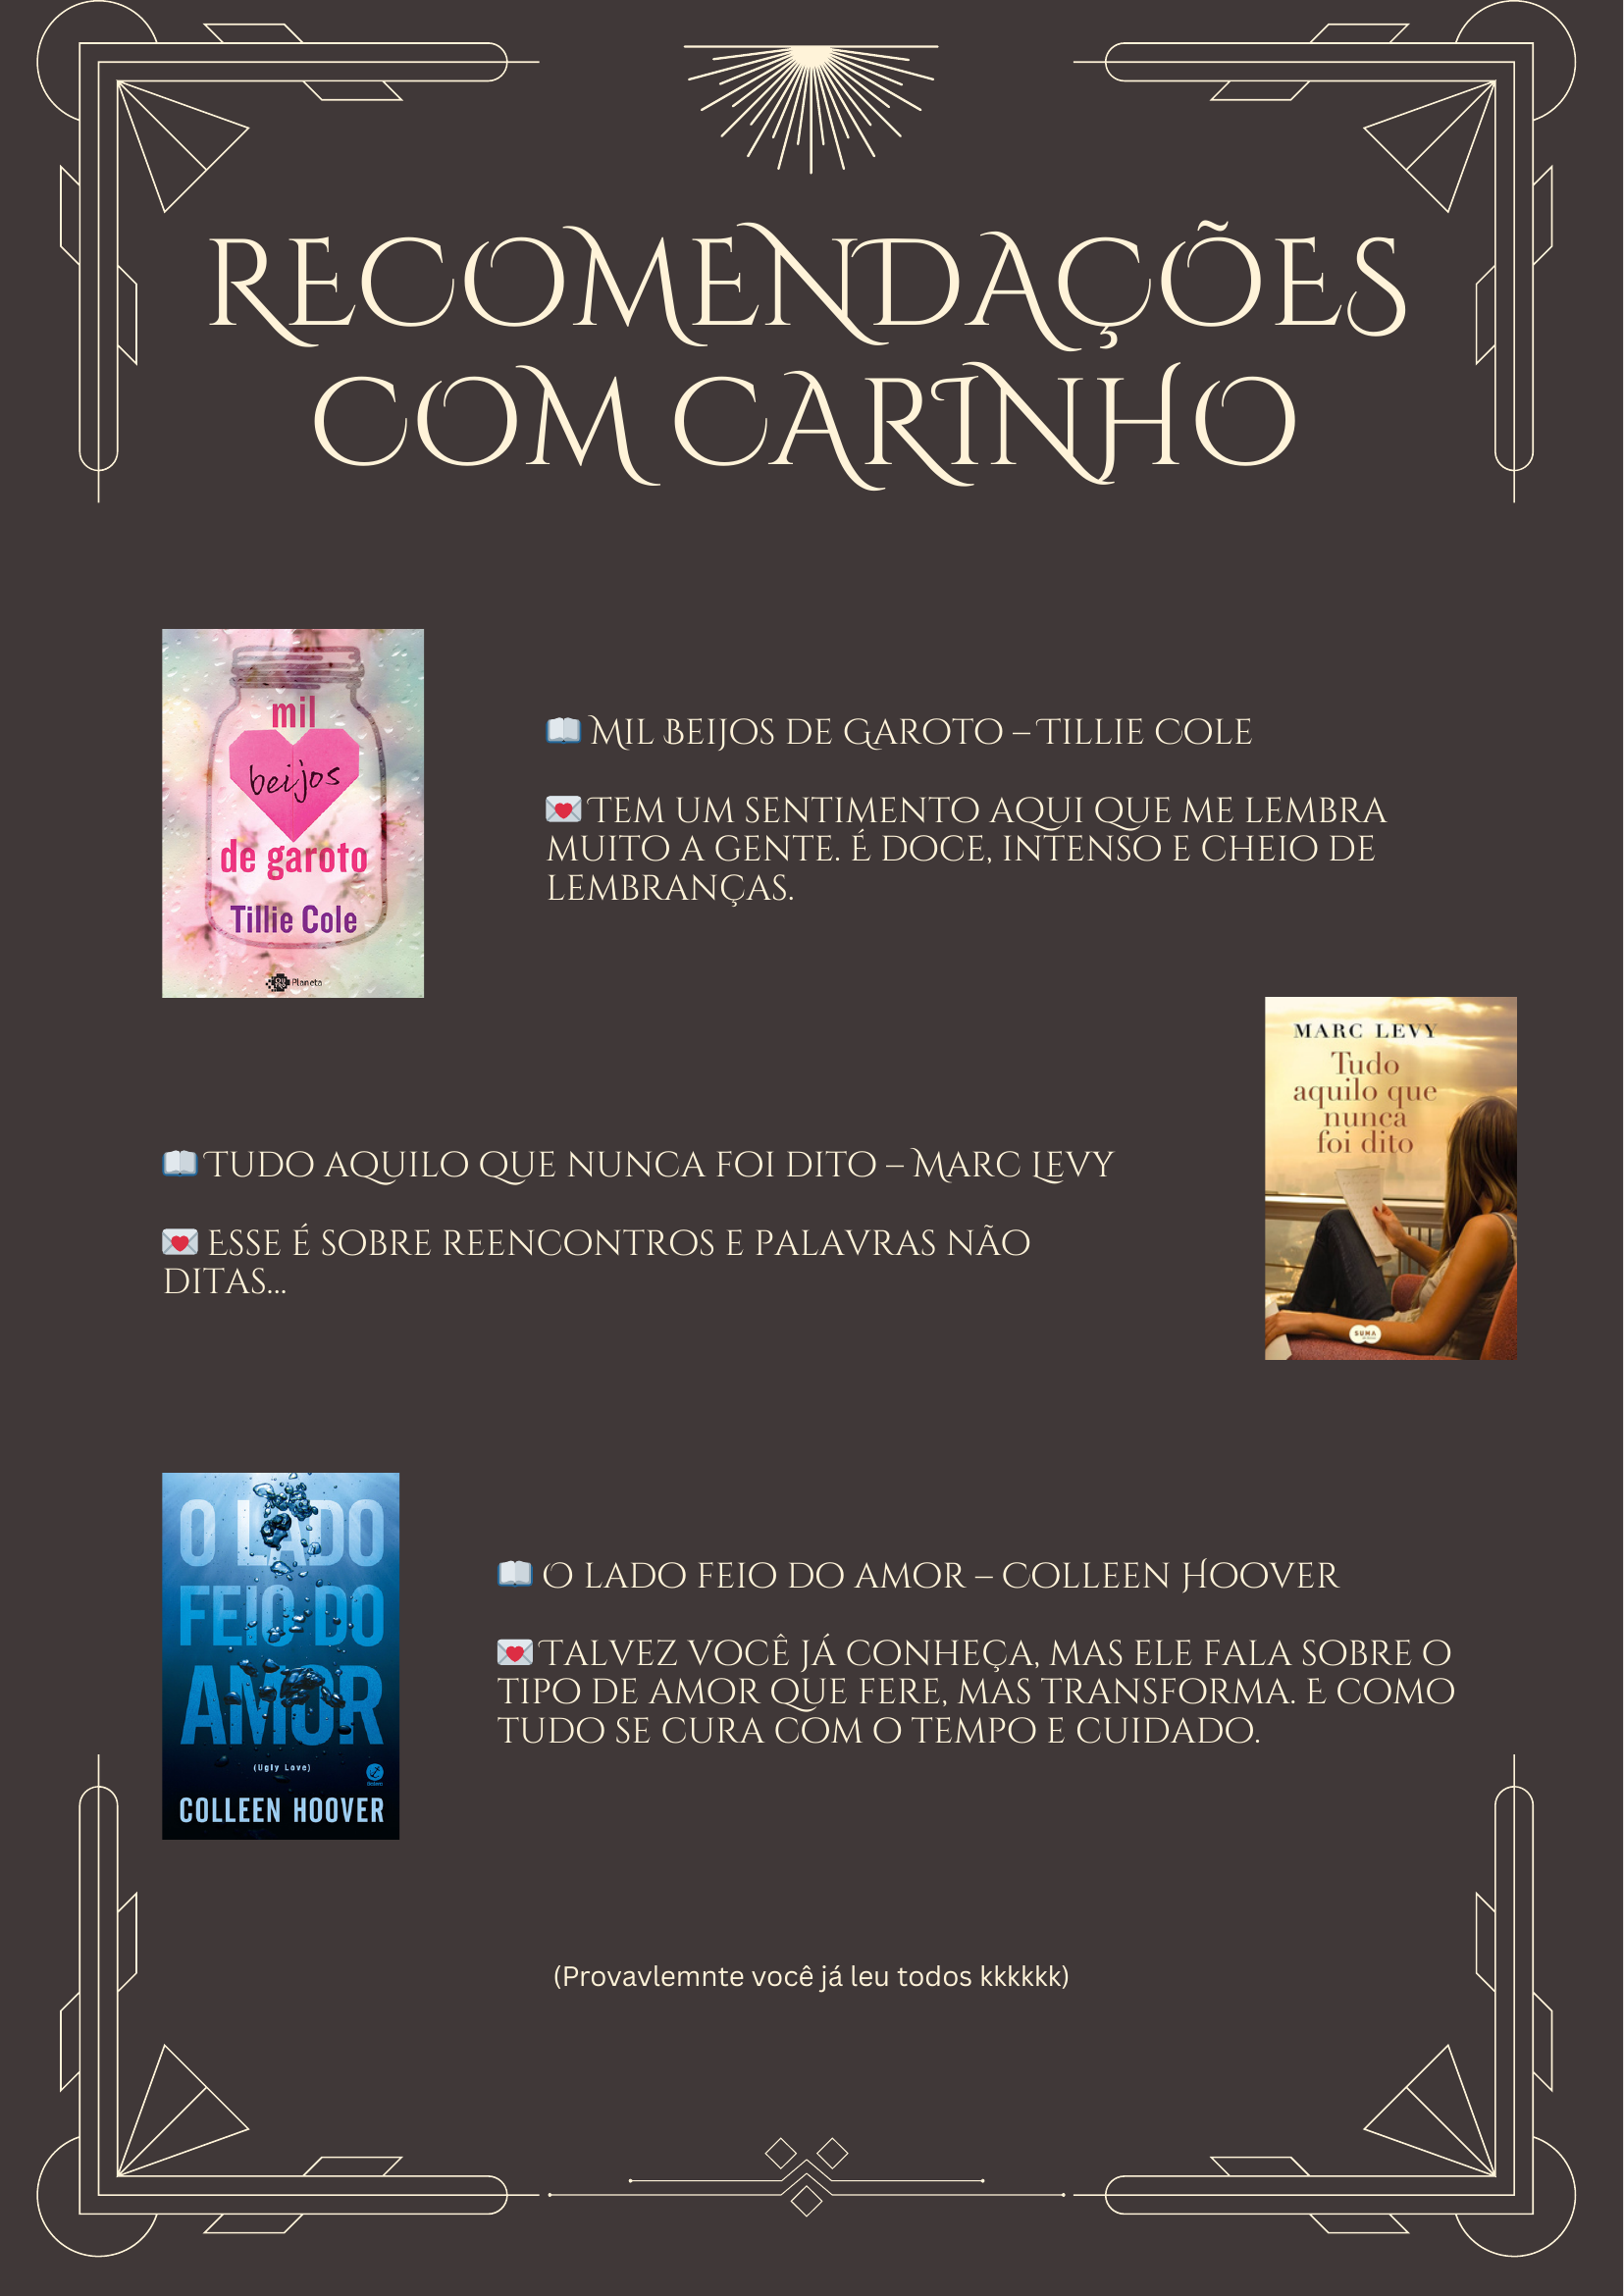 RECOMENDAÇÕES
COM CARINHO
mil
beijos
de garoto
Tillie Cole
Planeta
📖 Mil Beijos de Garoto – Tillie Cole
💌 Tem um sentimento aqui que me lembra
muito a gente. É doce, intenso e cheio de
lembranças.
MARC LEVY
Tudo
aquilo que
nunca
foi dito
SUMA
📖 Tudo aquilo que nunca foi dito – Marc Levy
💌 Esse é sobre reencontros e palavras não
ditas...
O LADO
FEIO DO
AMOR
(Ugly Love)
Galera
COLLEEN HOOVER
📖 O lado feio do amor – Colleen Hoover
💌 Talvez você já conheça, mas ele fala sobre o
tipo de amor que fere, mas transforma. E como
tudo se cura com o tempo e cuidado.
(Provavlemnte você já leu todos kkkkkk)